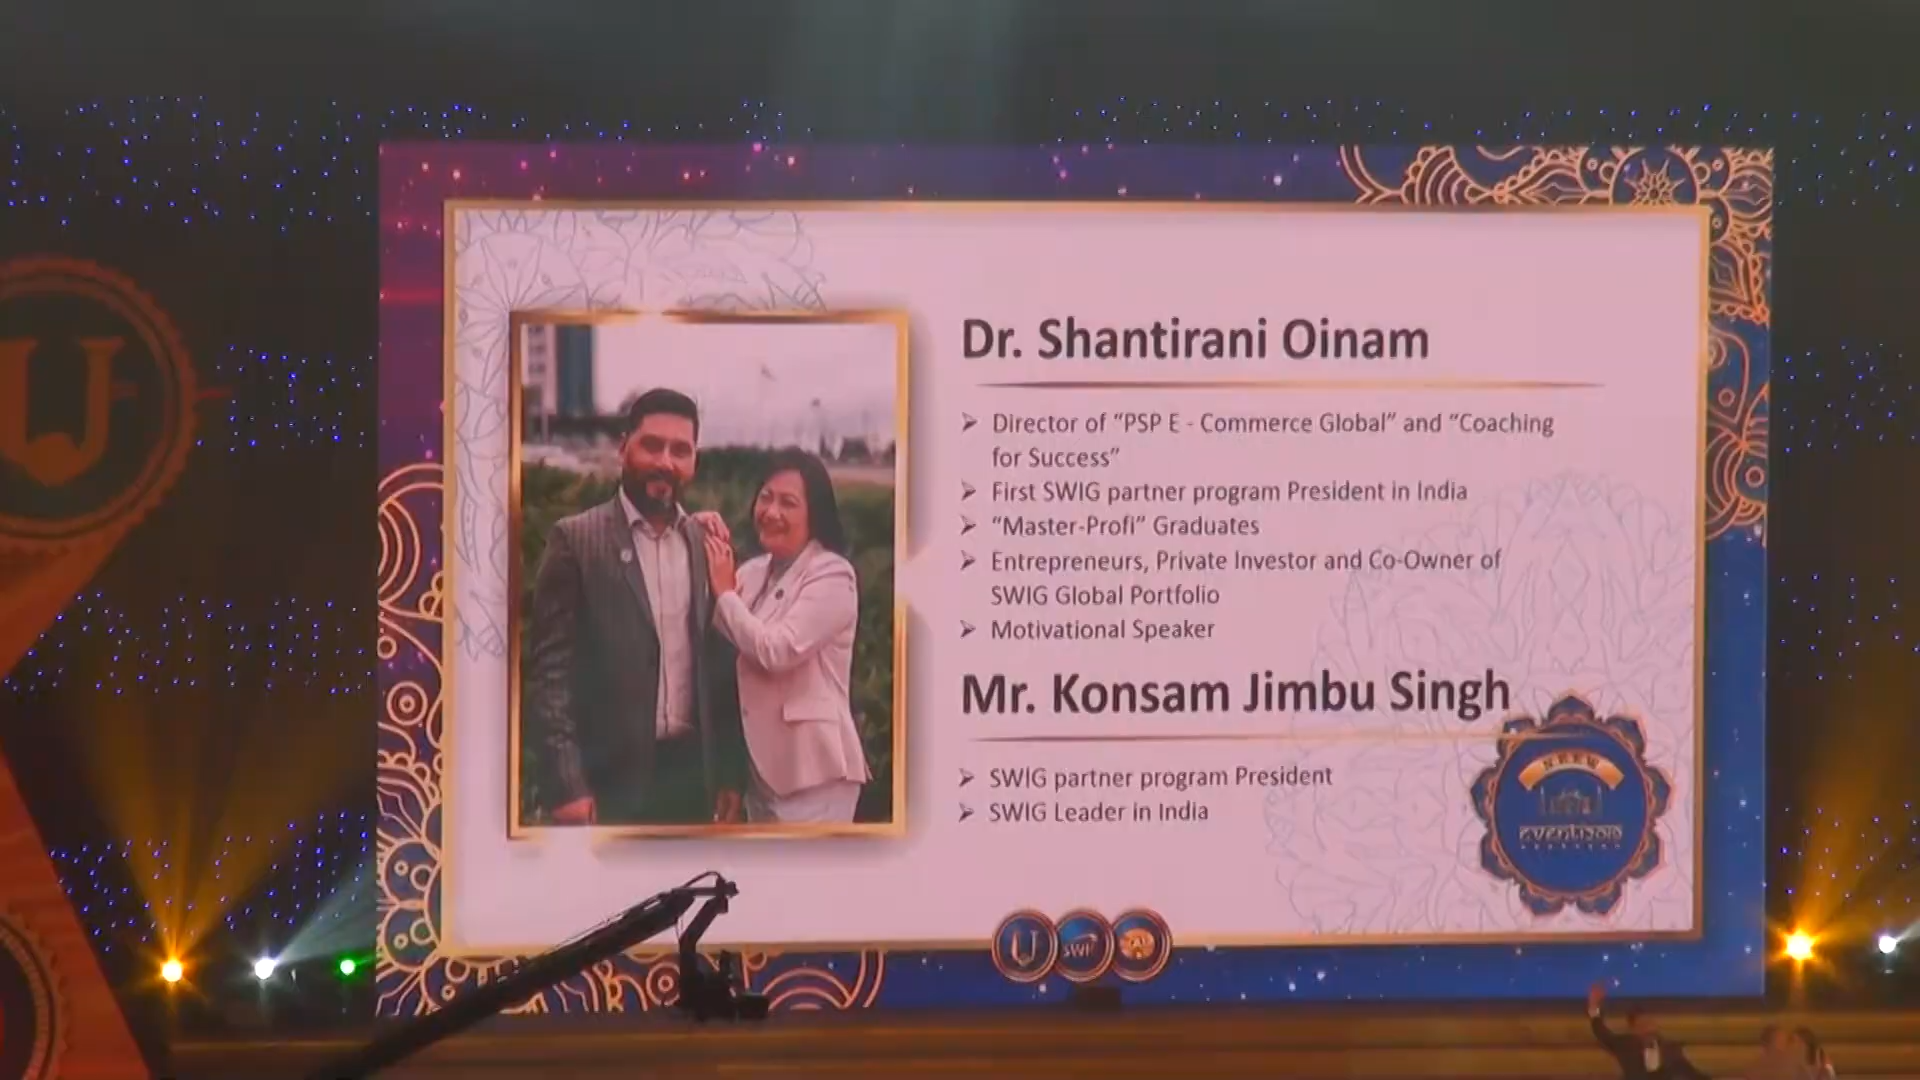 Dr. Shantirani Oinam
Director of “PSP E - Commerce Global” and “Coaching
for Success”
First SWIG partner program President in India
“Master-Profi” Graduates
Entrepreneurs, Private Investor and Co-Owner of
SWIG Global Portfolio
Motivational Speaker
Mr. Konsam Jimbu Singh
SWIG partner program President
SWIG Leader in India
U
U